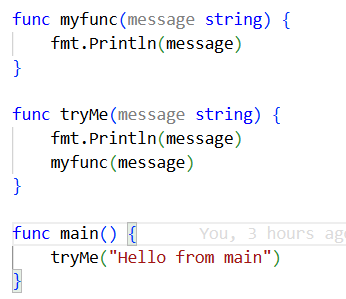 func myfunc(message string) {
    fmt.Println(message)
}

func tryMe(message string) {
    fmt.Println(message)
    myfunc(message)
}

func main() {        You, 3 hours ago
    tryMe("Hello from main")
}